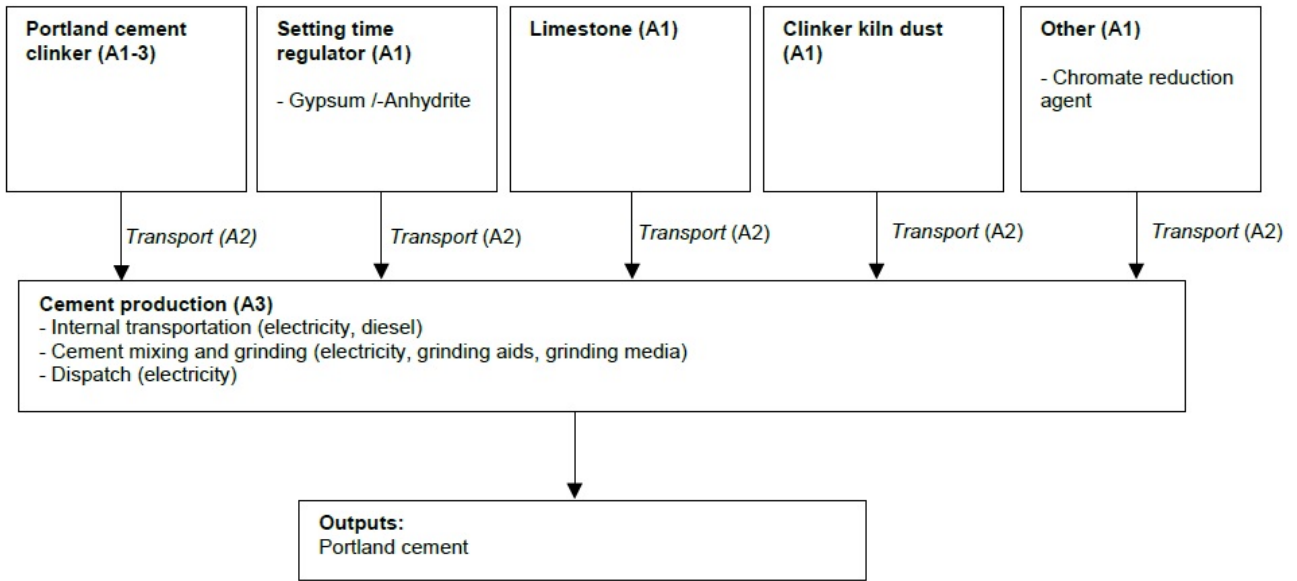 Portland cement
clinker (A1-3)
Setting time
regulator (A1)
- Gypsum /-Anhydrite
Limestone (A1)
Clinker kiln dust
(A1)
Other (A1)
- Chromate reduction
agent
Transport (A2)
Transport (A2)
Transport (A2)
Transport (A2)
Transport (A2)
Cement production (A3)
- Internal transportation (electricity, diesel)
- Cement mixing and grinding (electricity, grinding aids, grinding media)
- Dispatch (electricity)
Outputs:
Portland cement